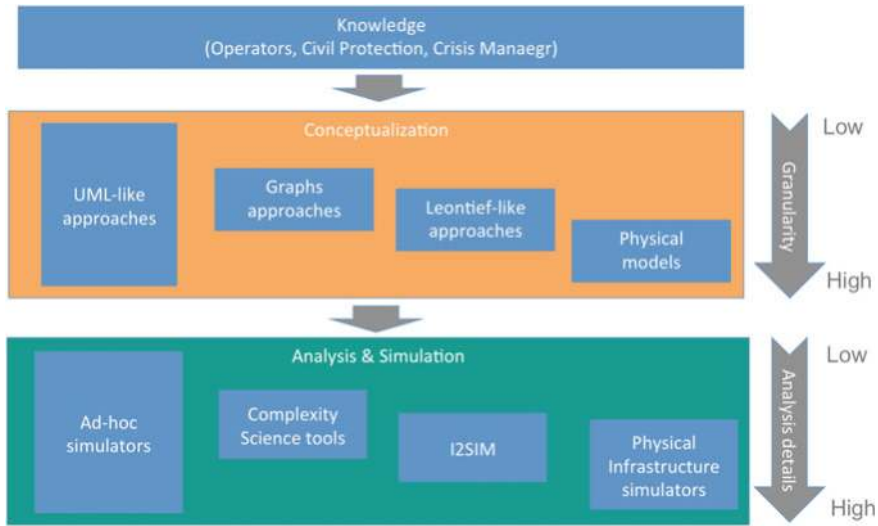 Knowledge
(Operators, Civil Protection, Crisis Manaegr)
Conceptualization
UML-like
approaches
Graphs
approaches
Leontief-like
approaches
Physical
models
Low
Granularity
High
Analysis & Simulation
Ad-hoc
simulators
Complexity
Science tools
I2SIM
Physical
Infrastructure
simulators
Low
Analysis details
High